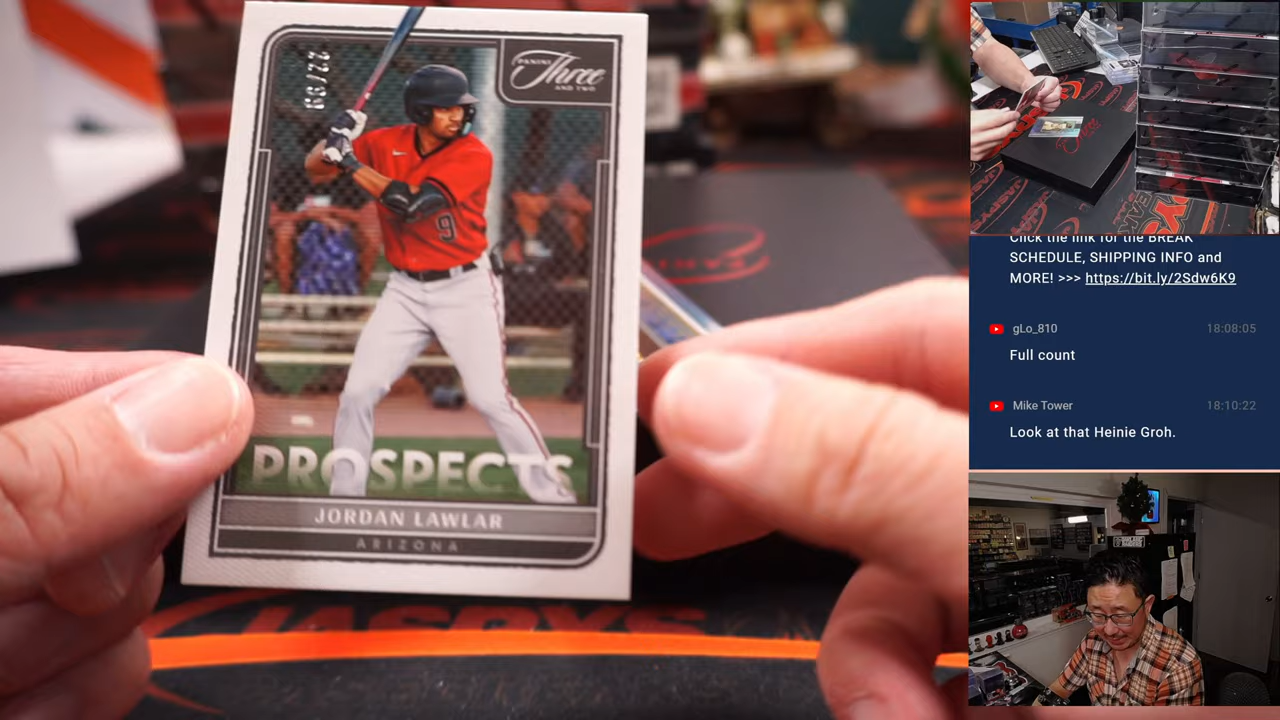 22/99
PANINI
Three
AND TWO
9
PROSPECTS
JORDAN LAWLAR
ARIZONA
JASPYS
Click the link for the BREAK
SCHEDULE, SHIPPING INFO and
MORE! >>> https://bit.ly/2Sdw6K9
gLo_810 18:08:05
Full count
Mike Tower 18:10:22
Look at that Heinie Groh.